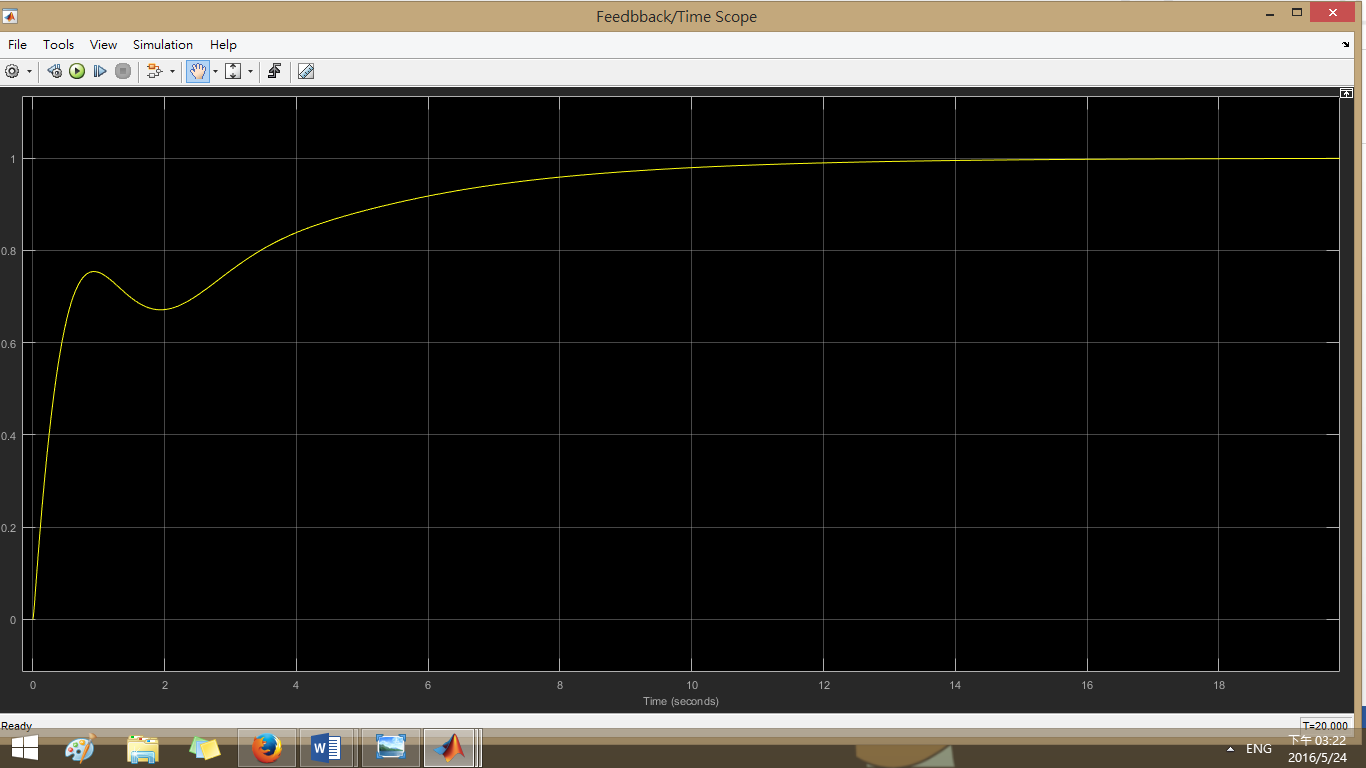 Feedbback/Time Scope
File Tools View Simulation Help
1
0.8
0.6
0.4
0.2
0
0 2 4 6 8 10 12 14 16 18
Time (seconds)
Ready
T=20.000
ENG
下午 03:22
2016/5/24